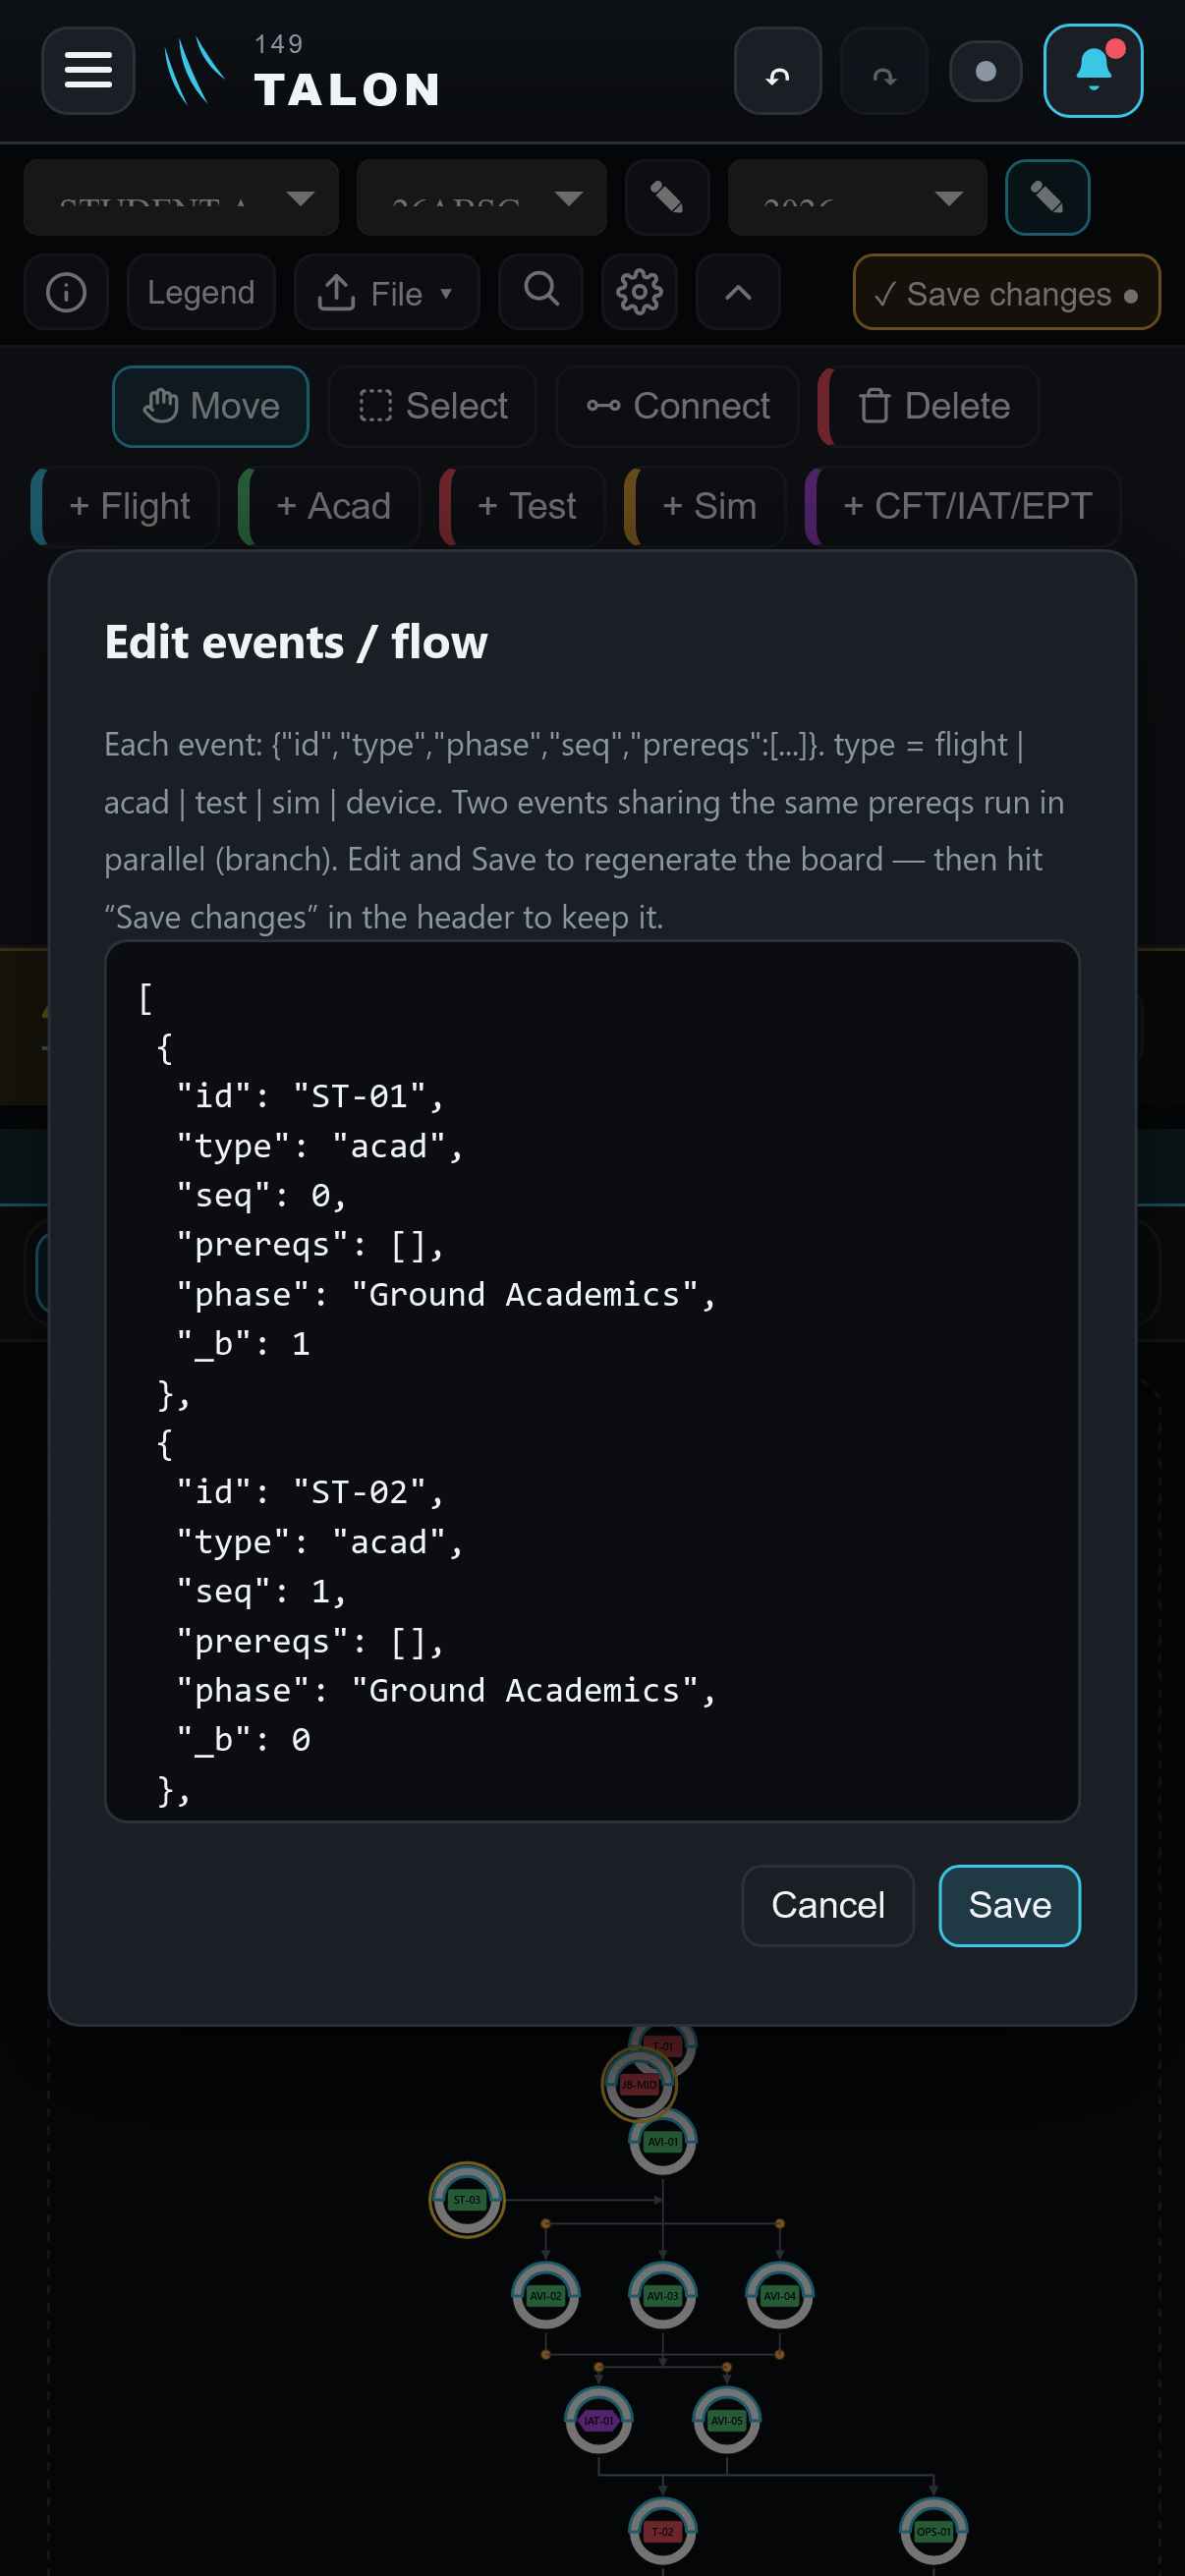 149
TALON
2026
Legend
File ▾
✓ Save changes ●
Move
Select
Connect
Delete
+ Flight
+ Acad
+ Test
+ Sim
+ CFT/IAT/EPT
Edit events / flow
Each event: {"id","type","phase","seq","prereqs":[...]}. type = flight |
acad | test | sim | device. Two events sharing the same prereqs run in
parallel (branch). Edit and Save to regenerate the board — then hit
“Save changes” in the header to keep it.
[
{
"id": "ST-01",
"type": "acad",
"seq": 0,
"prereqs": [],
"phase": "Ground Academics",
"_b": 1
},
{
"id": "ST-02",
"type": "acad",
"seq": 1,
"prereqs": [],
"phase": "Ground Academics",
"_b": 0
},
Cancel
Save
T-01
JB-MID
AVI-01
ST-03
AVI-02
AVI-03
AVI-04
IAT-01
AVI-05
T-02
OPS-01